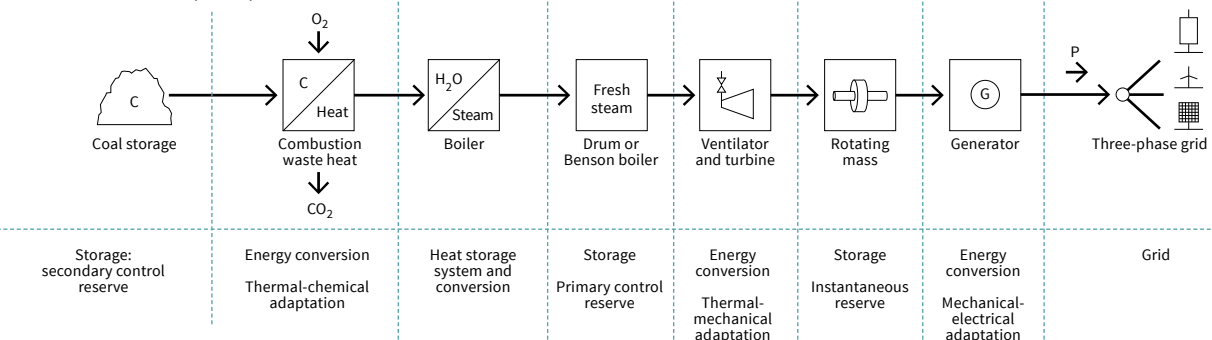 O2
C
C
Heat
H2O
Steam
Fresh
steam
G
P
Coal storage
Combustion
waste heat
Boiler
Drum or
Benson boiler
Ventilator
and turbine
Rotating
mass
Generator
Three-phase grid
CO2
Storage:
secondary control
reserve
Energy conversion
Thermal-chemical
adaptation
Heat storage
system and
conversion
Storage
Primary control
reserve
Energy
conversion
Thermal-
mechanical
adaptation
Storage
Instantaneous
reserve
Energy
conversion
Mechanical-
electrical
adaptation
Grid